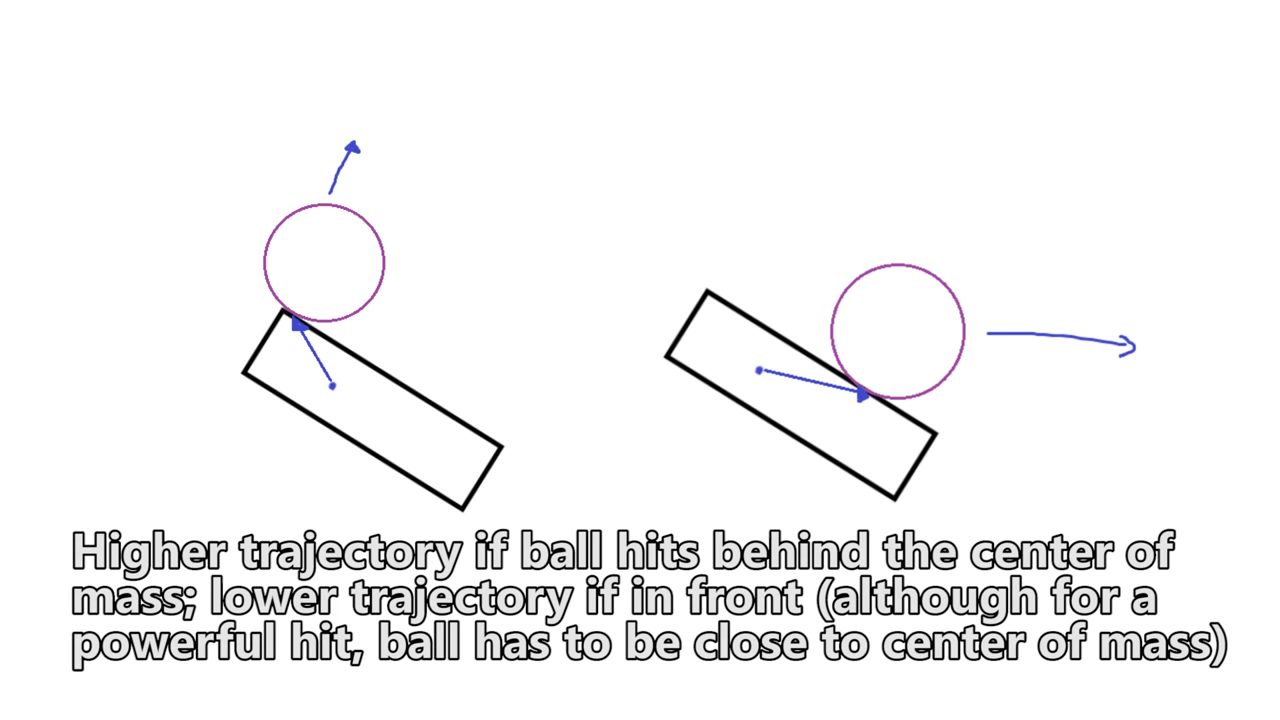 Higher trajectory if ball hits behind the center of
mass; lower trajectory if in front (although for a
powerful hit, ball has to be close to center of mass)